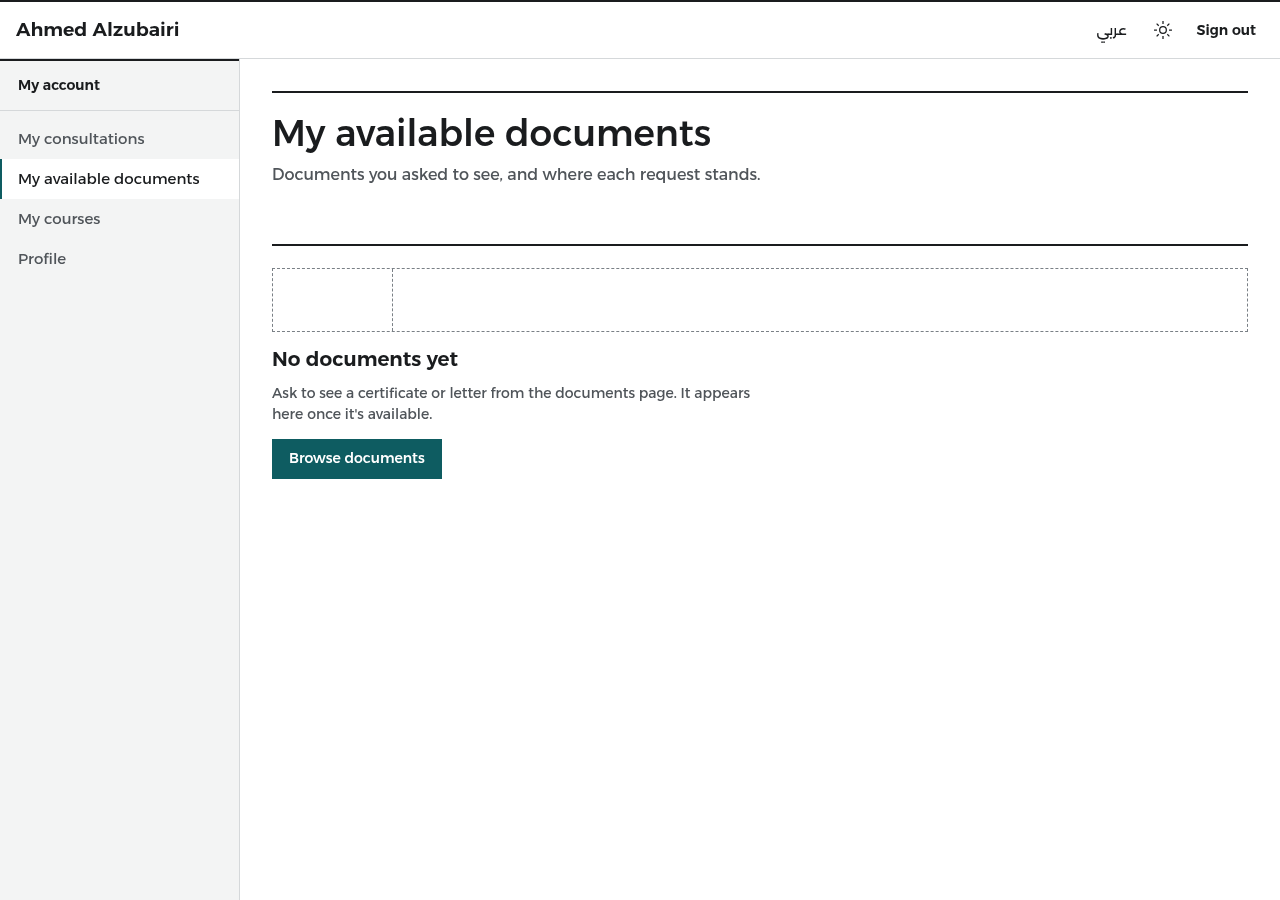 Ahmed Alzubairi
عربي
Sign out
My account
My consultations
My available documents
My courses
Profile
My available documents
Documents you asked to see, and where each request stands.
No documents yet
Ask to see a certificate or letter from the documents page. It appears
here once it's available.
Browse documents